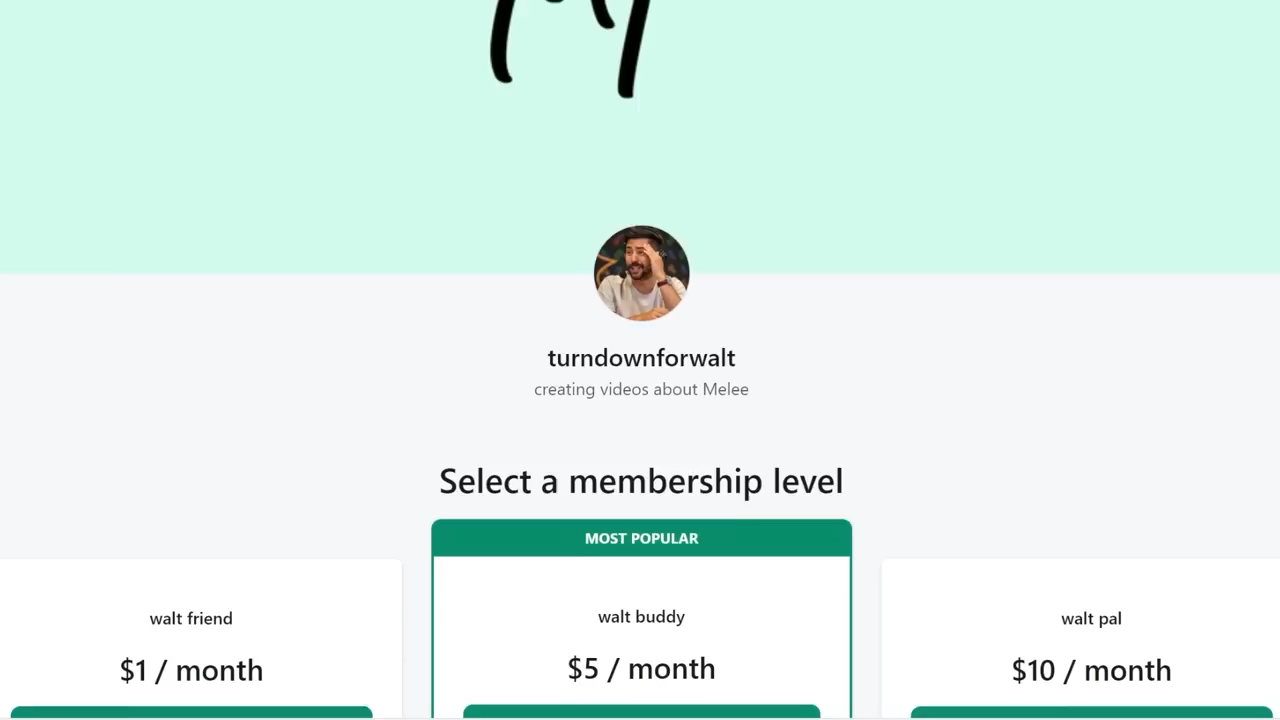 turndownforwalt
creating videos about Melee
Select a membership level
MOST POPULAR
walt friend
$1 / month
walt buddy
$5 / month
walt pal
$10 / month